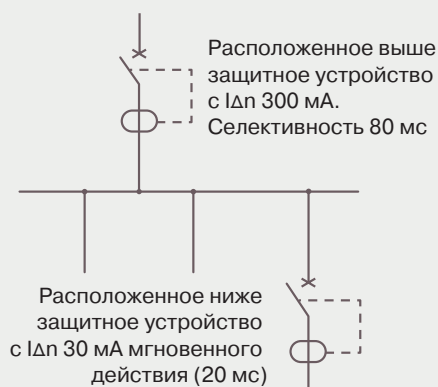 Расположенное выше
защитное устройство
с IΔn 300 мА.
Селективность 80 мс
Расположенное ниже
защитное устройство
с IΔn 30 мА мгновенного
действия (20 мс)